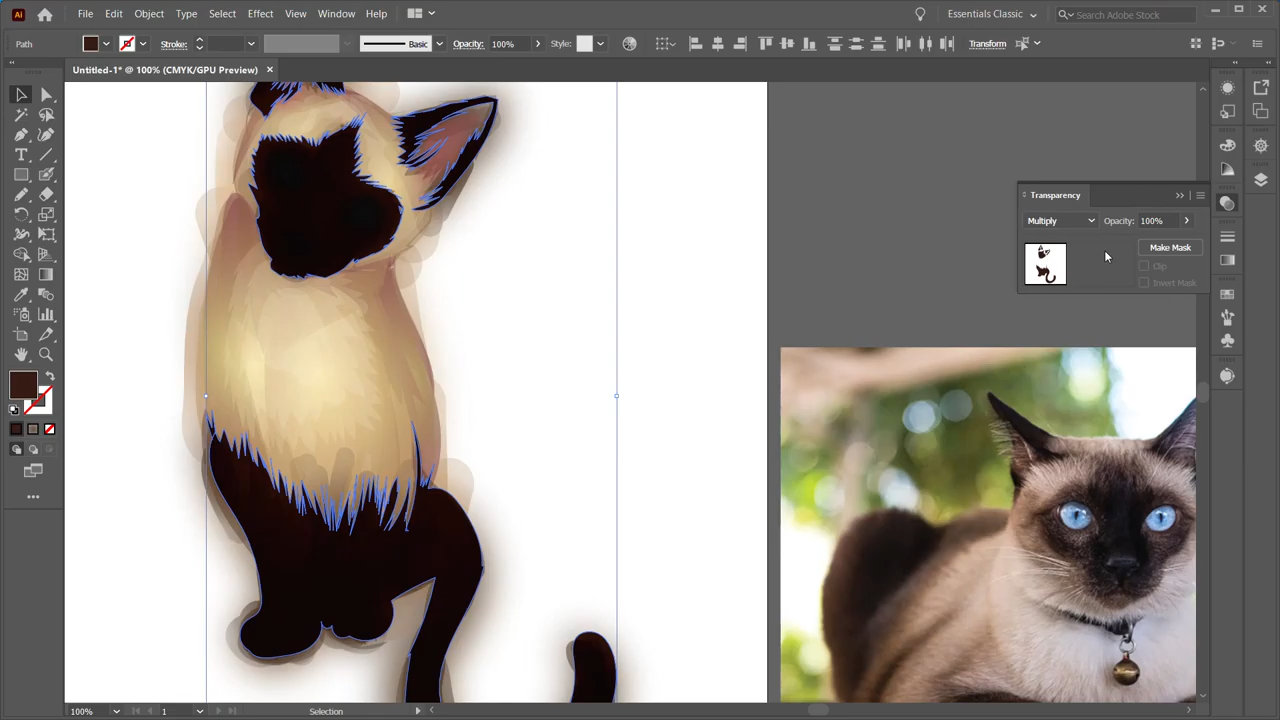 Ai File Edit Object Type Select Effect View Window Help Essentials Classic Search Adobe Stock
Path Stroke: Basic Opacity: 100% Style: Transform
Untitled-1* @ 100% (CMYK/GPU Preview)
Transparency
Multiply Opacity: 100%
Make Mask
Clip
Invert Mask
100% 1 Selection